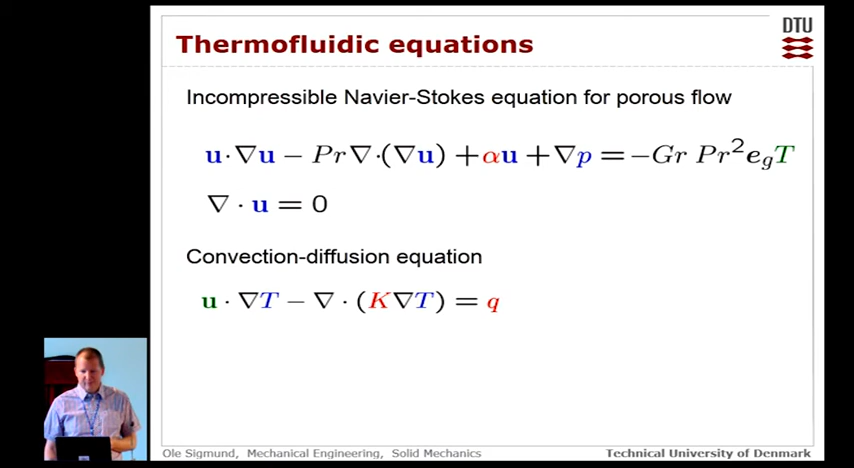 DTU
Thermofluidic equations
Incompressible Navier-Stokes equation for porous flow
u·∇u − Pr∇·(∇u) + αu + ∇p = −Gr Pr²e_gT
∇ · u = 0
Convection-diffusion equation
u · ∇T − ∇ · (K∇T) = q
Ole Sigmund, Mechanical Engineering, Solid Mechanics
Technical University of Denmark